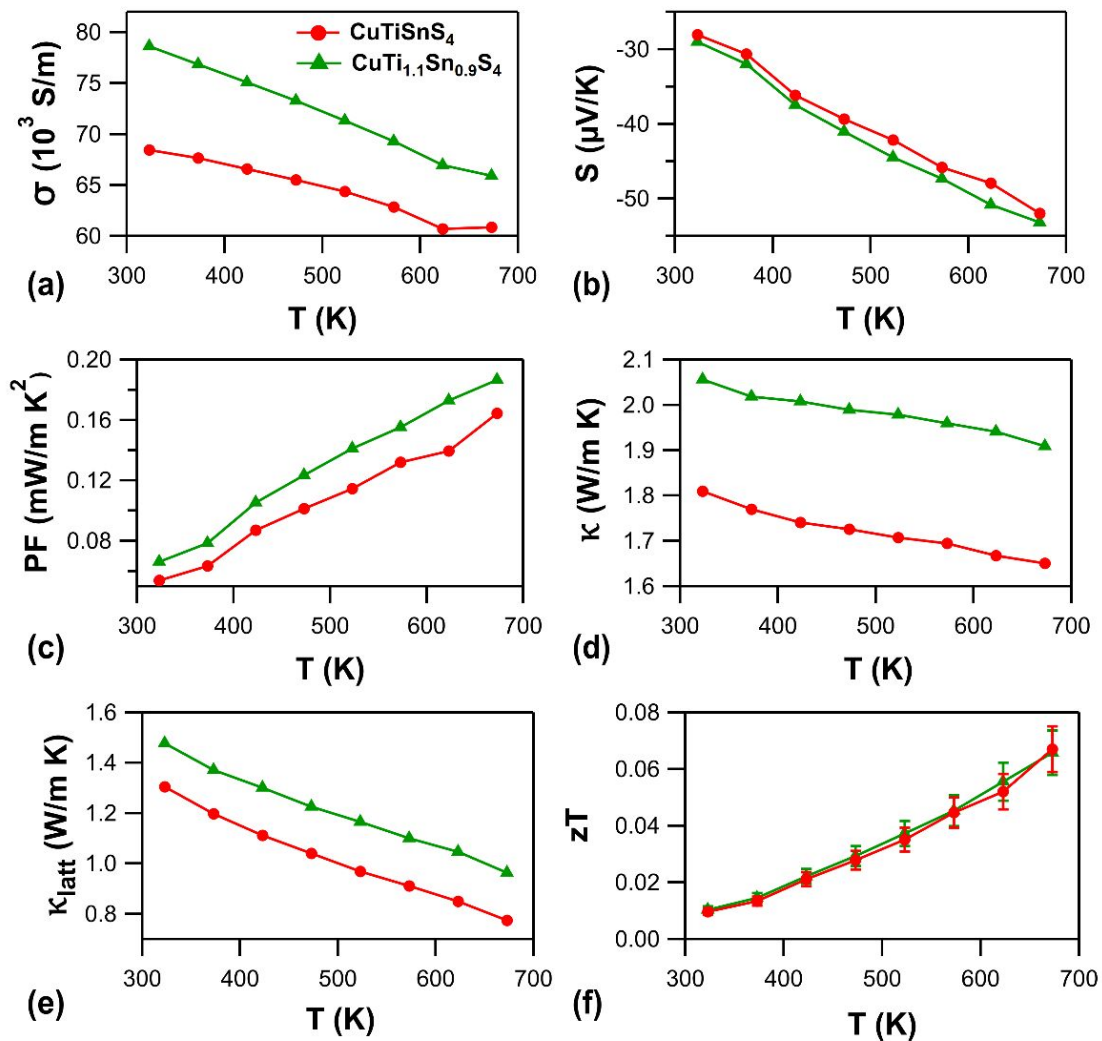 80
75
70
65
60
σ (10³ S/m)
CuTiSnS₄
CuTi₁.₁Sn₀.₉S₄
300 400 500 600 700
(a)
T (K)
-30
-40
-50
S (µV/K)
300 400 500 600 700
(b)
T (K)
0.20
0.16
0.12
0.08
PF (mW/m K²)
300 400 500 600 700
(c)
T (K)
2.1
2.0
1.9
1.8
1.7
1.6
κ (W/m K)
300 400 500 600 700
(d)
T (K)
1.6
1.4
1.2
1.0
0.8
κlatt (W/m K)
300 400 500 600 700
(e)
T (K)
0.08
0.06
0.04
0.02
0.00
zT
300 400 500 600 700
(f)
T (K)